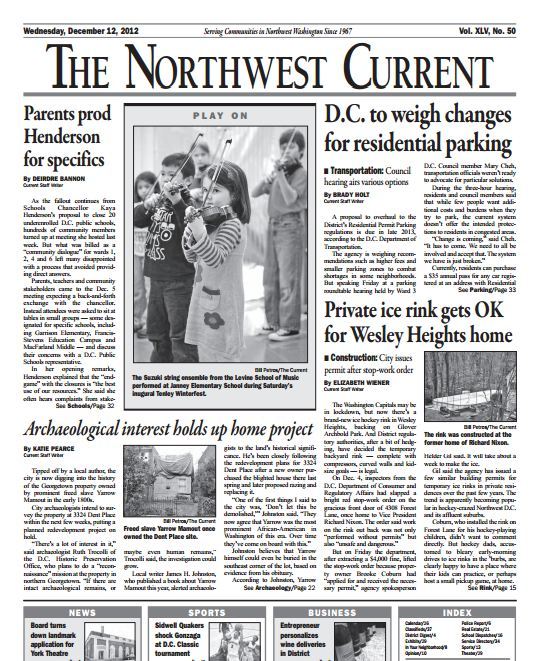 Wednesday, December 12, 2012
Serving Communities in Northwest Washington Since 1967
Vol. XLV, No. 50
THE NORTHWEST CURRENT
Parents prod
Henderson
for specifics
By DEIRDRE BANNON
Current Staff Writer
As the fallout continues from
Schools Chancellor Kaya
Henderson's proposal to close 20
underenrolled D.C. public schools,
hundreds of community members
turned up at meeting she hosted last
week. But what was billed as a
"community dialogue" for wards 1,
2, 4 and 6 left many disappointed
with a process that avoided provid-
ing direct answers.
Parents, teachers and community
stakeholders came to the Dec. 5
meeting expecting a back-and-forth
exchange with the chancellor.
Instead attendees were asked to sit at
tables in small groups — some des-
ignated for specific schools, includ-
ing Garrison Elementary, Francis-
Stevens Education Campus and
MacFarland Middle — and discuss
their concerns with a D.C. Public
Schools representative.
In her opening remarks,
Henderson explained that the "end-
game" with the closures is "the best
use of our resources." She said she
often hears complaints from stake-
See Schools/Page 32
PLAY ON
Bill Petros/The Current
The Suzuki string ensemble from the Levine School of Music
performed at Janney Elementary School during Saturday's
inaugural Tenley Winterfest.
D.C. to weigh changes
for residential parking
■ Transportation: Council
hearing airs various options
By BRADY HOLT
Current Staff Writer
A proposal to overhaul to the
District's Residential Permit Parking
regulations is due in late 2013,
according to the D.C. Department of
Transportation.
The agency is weighing recom-
mendations such as higher fees and
smaller parking zones to combat
shortages in some neighborhoods.
But speaking Friday at a parking
roundtable hearing held by Ward 3
D.C. Council member Mary Cheh,
transportation officials weren't ready
to advocate for particular solutions.
During the three-hour hearing,
residents and council members said
that while few people want addi-
tional costs and burdens when they
try to park, the current system
doesn't offer the intended protec-
tions to residents in congested areas.
"Change is coming," said Cheh.
"It has to come. We need to all be
involved and accept that. The system
we have is just broken."
Currently, residents can purchase
a $35 annual pass for any car regis-
tered at an address with Residential
See Parking/Page 33
Private ice rink gets OK
for Wesley Heights home
■ Construction: City issues
permit after stop-work order
By ELIZABETH WIENER
Current Staff Writer
The Washington Capitals may be
in lockdown, but now there's a
brand-new ice hockey rink in Wesley
Heights, backing on Glover
Archbold Park. And District regula-
tory authorities, after a bit of hedg-
ing, have decided the temporary
backyard rink — complete with
compressors, curved walls and kid-
size goals — is legal.
On Dec. 4, inspectors from the
D.C. Department of Consumer and
Regulatory Affairs had slapped a
bright red stop-work order on the
gracious front door of 4308 Forest
Lane, once home to Vice President
Richard Nixon. The order said work
on the rink out back was not only
"performed without permits" but
also "unsafe and dangerous."
But on Friday the department,
after extracting a $4,000 fine, lifted
the stop-work order because proper-
ty owner Brooke Coburn had
"applied for and received the neces-
sary permit," agency spokesperson
Bill Petros/The Current
The rink was constructed at the
former home of Richard Nixon.
Helder Gil said. It will take about a
week to make the ice.
Gil said the agency has issued a
few similar building permits for
temporary ice rinks in private resi-
dences over the past few years. The
trend is apparently becoming popu-
lar in hockey-crazed Northwest D.C.
and its affluent suburbs.
Coburn, who installed the rink on
Forest Lane for his hockey-playing
children, didn't want to comment
directly. But hockey dads, accus-
tomed to bleary early-morning
drives to ice rinks in the 'burbs, are
clearly happy to have a place where
their kids can practice, or perhaps
host a small pickup game, at home.
See Rink/Page 15
Archaeological interest holds up home project
By KATIE PEARCE
Current Staff Writer
Tipped off by a local author, the
city is now digging into the history
of the Georgetown property owned
by prominent freed slave Yarrow
Mamout in the early 1800s.
City archaeologists intend to sur-
vey the property at 3324 Dent Place
within the next few weeks, putting a
planned redevelopment project on
hold.
"There's a lot of interest in it,"
said archaeologist Ruth Trocolli of
the D.C. Historic Preservation
Office, who plans to do a "recon-
naissance" mission at the property in
northern Georgetown. "If there are
intact archaeological remains, or
Bill Petros/The Current
Freed slave Yarrow Mamout once
owned the Dent Place site.
maybe even human remains,"
Trocolli said, the investigation could
grow.
Local writer James H. Johnston,
who published a book about Yarrow
Mamout this year, alerted archaeolo-
gists to the land's historical signifi-
cance. He's been closely following
the redevelopment plans for 3324
Dent Place after a new owner pur-
chased the blighted house there last
spring and later proposed razing and
replacing it.
"One of the first things I said to
the city was, 'Don't let this be
demolished,'" Johnston said. "They
now agree that Yarrow was the most
prominent African-American in
Washington of this era. Over time
they've come on board with this."
Johnston believes that Yarrow
himself could even be buried in the
southeast corner of the lot, based on
evidence from his obituary.
According to Johnston, Yarrow
See Archaeology/Page 22
NEWS
Board turns
down landmark
application for
York Theatre
SPORTS
Sidwell Quakers
shock Gonzaga
at D.C. Classic
tournament
BUSINESS
Entrepreneur
personalizes
wine deliveries
in District
INDEX
Calendar/26
Classifieds/37
District Digest/4
Exhibits/29
In Your Neighborhood/8
Opinion/10
Police Report/6
Real Estate/21
School Dispatches/16
Service Directory/34
Sports/13
Theater/29